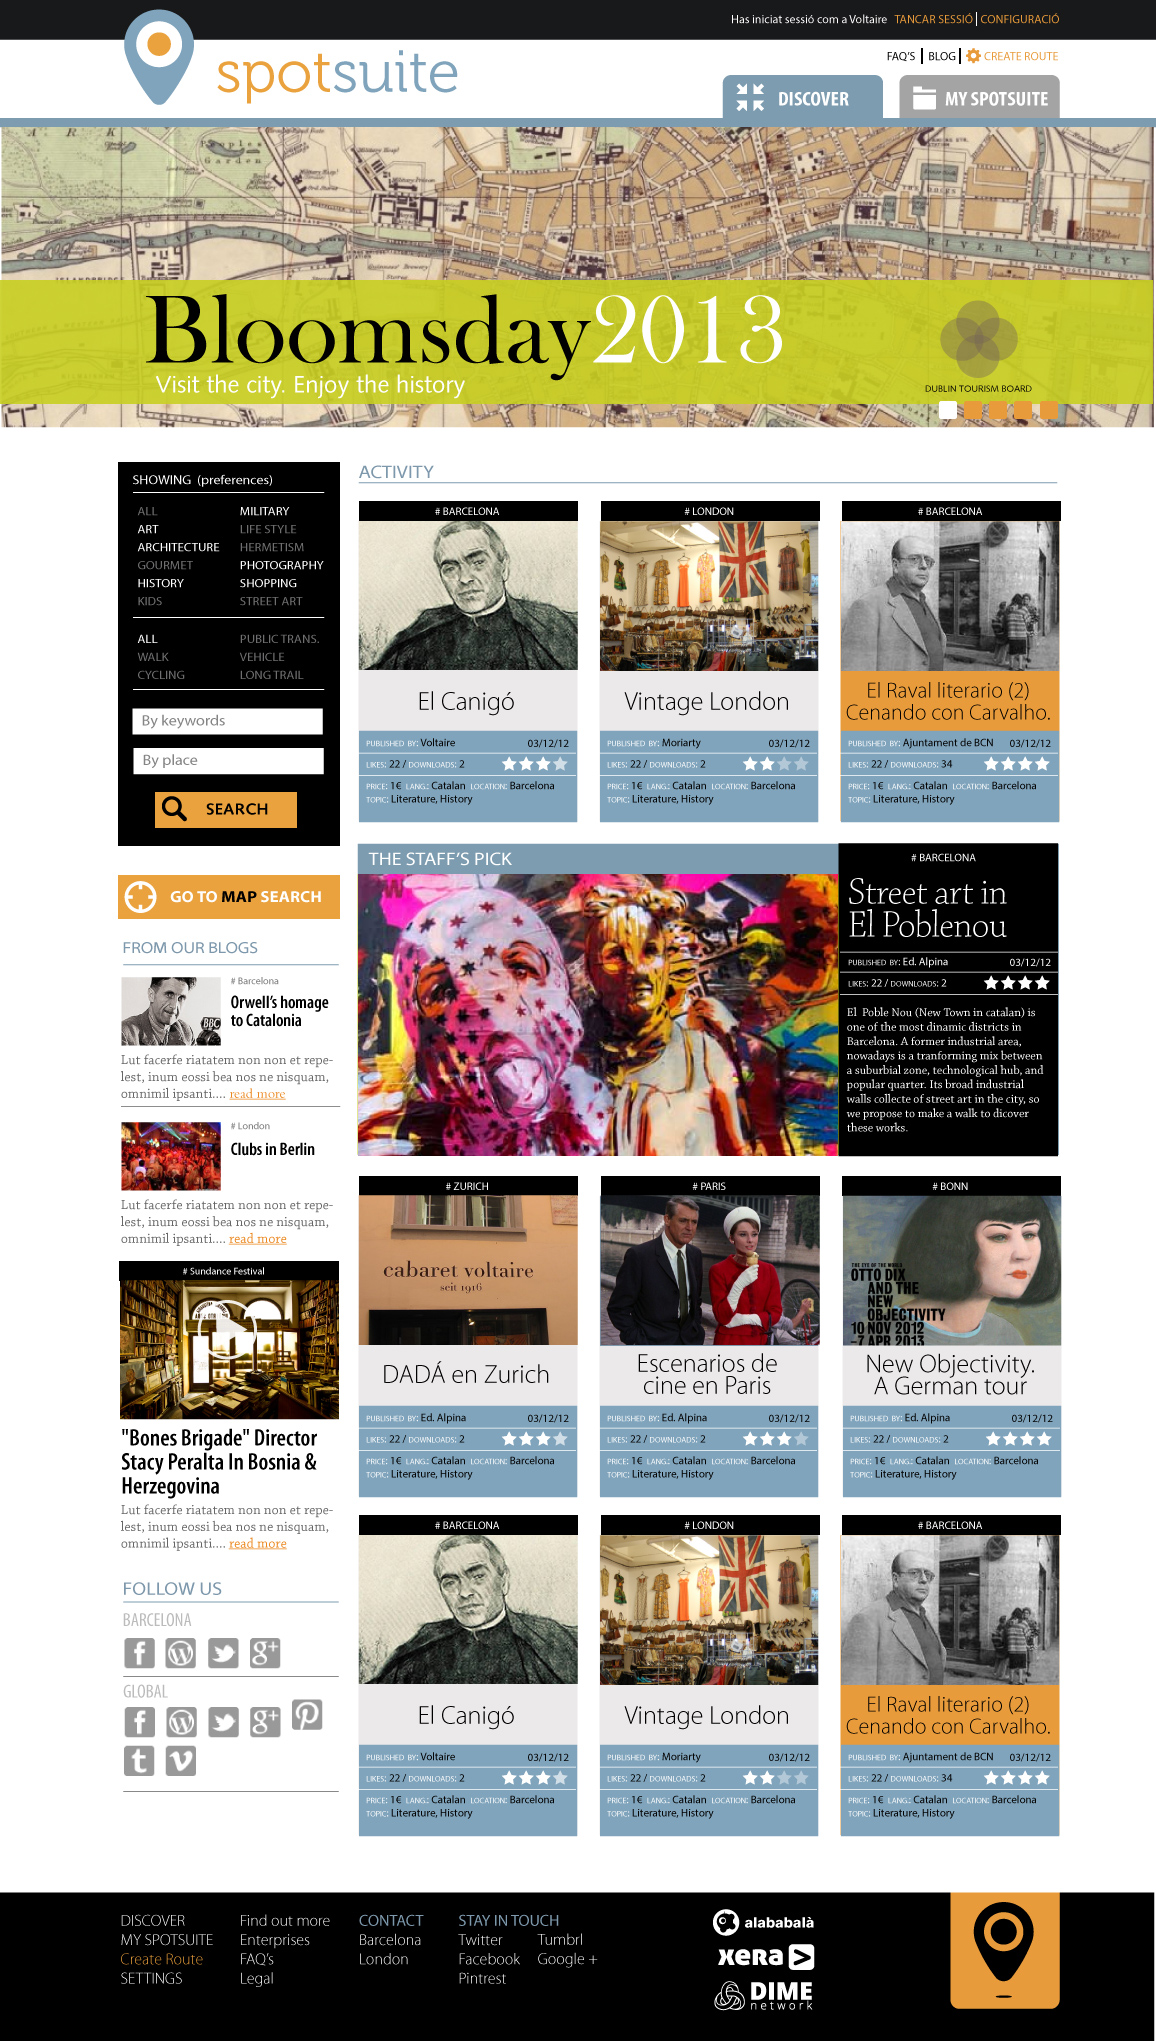 Has iniciat sessió com a Voltaire TANCAR SESSIÓ | CONFIGURACIÓ
FAQ'S | BLOG | CREATE ROUTE
spotsuite
DISCOVER
MY SPOTSUITE
PARK
Peoples
Garden
RIVER LIFFEY
RIVER LIFFEY
Bloomsday2013
Visit the city. Enjoy the history
DUBLIN TOURISM BOARD
SHOWING (preferences)
ALL MILITARY
ART LIFE STYLE
ARCHITECTURE HERMETISM
GOURMET PHOTOGRAPHY
HISTORY SHOPPING
KIDS STREET ART
ALL PUBLIC TRANS.
WALK VEHICLE
CYCLING LONG TRAIL
By keywords
By place
SEARCH
GO TO MAP SEARCH
FROM OUR BLOGS
# Barcelona
Orwell's homage
to Catalonia
BBC
Lut facerfe riatatem non non et repe-
lest, inum eossi bea nos ne nisquam,
omnimil ipsanti.... read more
# London
Clubs in Berlin
Lut facerfe riatatem non non et repe-
lest, inum eossi bea nos ne nisquam,
omnimil ipsanti.... read more
# Sundance Festival
"Bones Brigade" Director
Stacy Peralta In Bosnia &
Herzegovina
Lut facerfe riatatem non non et repe-
lest, inum eossi bea nos ne nisquam,
omnimil ipsanti.... read more
FOLLOW US
BARCELONA
GLOBAL
ACTIVITY
# BARCELONA
El Canigó
PUBLISHED BY: Voltaire 03/12/12
LIKES: 22 / DOWNLOADS: 2
PRICE: 1€ LANG.: Catalan LOCATION: Barcelona
TOPIC: Literature, History
# LONDON
Vintage London
PUBLISHED BY: Moriarty 03/12/12
LIKES: 22 / DOWNLOADS: 2
PRICE: 1€ LANG.: Catalan LOCATION: Barcelona
TOPIC: Literature, History
# BARCELONA
El Raval literario (2)
Cenando con Carvalho.
PUBLISHED BY: Ajuntament de BCN 03/12/12
LIKES: 22 / DOWNLOADS: 34
PRICE: 1€ LANG.: Catalan LOCATION: Barcelona
TOPIC: Literature, History
THE STAFF'S PICK
# BARCELONA
Street art in
El Poblenou
PUBLISHED BY: Ed. Alpina 03/12/12
LIKES: 22 / DOWNLOADS: 2
El Poble Nou (New Town in catalan) is
one of the most dinamic districts in
Barcelona. A former industrial area,
nowadays is a tranforming mix between
a suburbial zone, technological hub, and
popular quarter. Its broad industrial
walls collecte of street art in the city, so
we propose to make a walk to dicover
these works.
# ZURICH
cabaret voltaire
seit 1916
DADÁ en Zurich
PUBLISHED BY: Ed. Alpina 03/12/12
LIKES: 22 / DOWNLOADS: 2
PRICE: 1€ LANG.: Catalan LOCATION: Barcelona
TOPIC: Literature, History
# PARIS
Escenarios de
cine en Paris
PUBLISHED BY: Ed. Alpina 03/12/12
LIKES: 22 / DOWNLOADS: 2
PRICE: 1€ LANG.: Catalan LOCATION: Barcelona
TOPIC: Literature, History
# BONN
THE EYE OF THE WORLD
OTTO DIX
AND THE
NEW
OBJECTIVITY
10 NOV 2012
–7 APR 2013
New Objectivity.
A German tour
PUBLISHED BY: Ed. Alpina 03/12/12
LIKES: 22 / DOWNLOADS: 2
PRICE: 1€ LANG.: Catalan LOCATION: Barcelona
TOPIC: Literature, History
# BARCELONA
El Canigó
PUBLISHED BY: Voltaire 03/12/12
LIKES: 22 / DOWNLOADS: 2
PRICE: 1€ LANG.: Catalan LOCATION: Barcelona
TOPIC: Literature, History
# LONDON
Vintage London
PUBLISHED BY: Moriarty 03/12/12
LIKES: 22 / DOWNLOADS: 2
PRICE: 1€ LANG.: Catalan LOCATION: Barcelona
TOPIC: Literature, History
# BARCELONA
El Raval literario (2)
Cenando con Carvalho.
PUBLISHED BY: Ajuntament de BCN 03/12/12
LIKES: 22 / DOWNLOADS: 34
PRICE: 1€ LANG.: Catalan LOCATION: Barcelona
TOPIC: Literature, History
DISCOVER
MY SPOTSUITE
Create Route
SETTINGS
Find out more
Enterprises
FAQ's
Legal
CONTACT
Barcelona
London
STAY IN TOUCH
Twitter Tumbrl
Facebook Google +
Pintrest
alababalà
xera
DIME
network